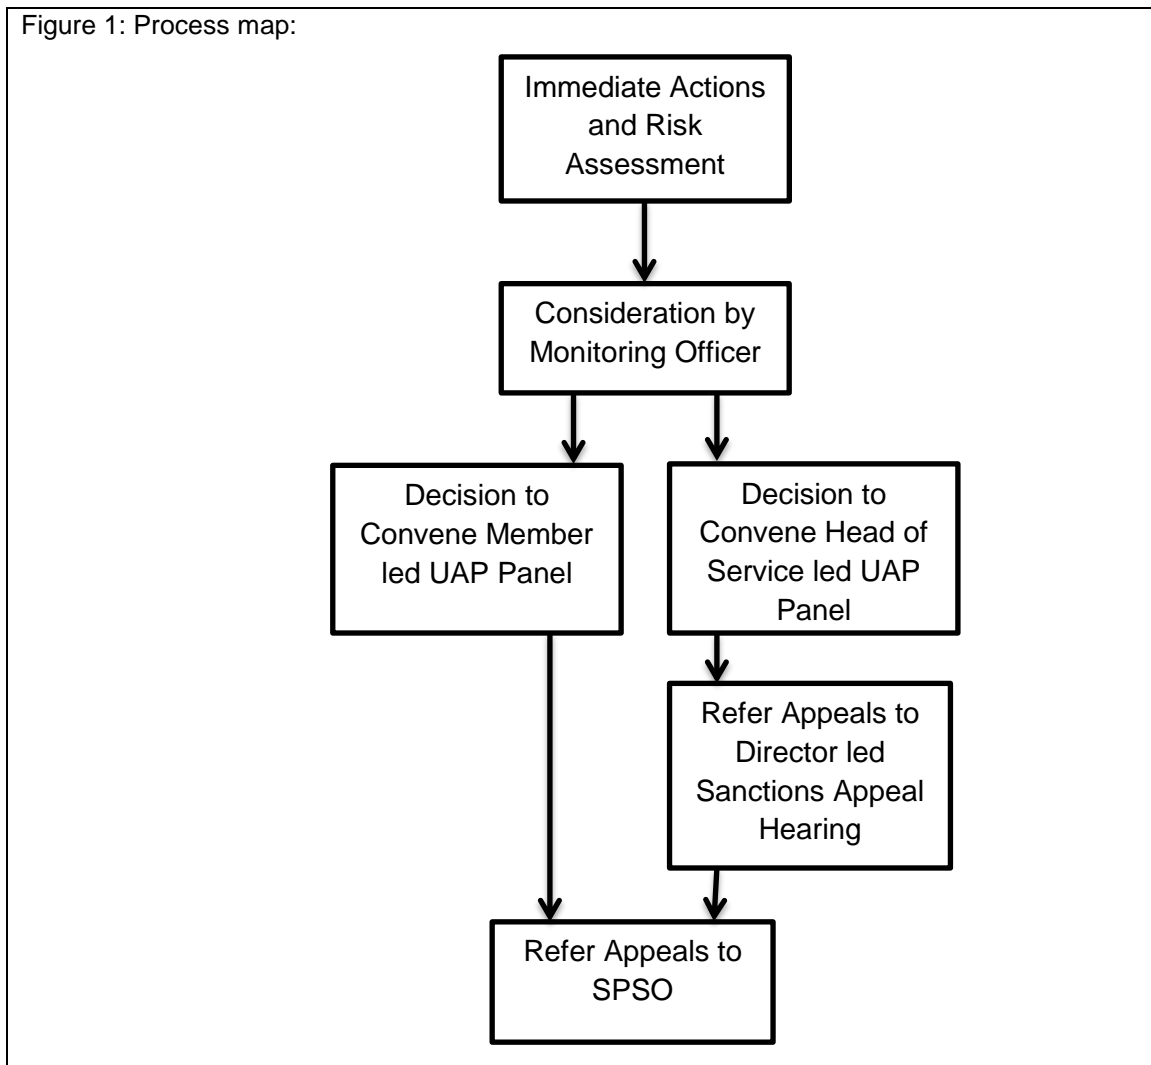 Figure 1: Process map:
Immediate Actions
and Risk
Assessment
Consideration by
Monitoring Officer
Decision to
Convene Member
led UAP Panel
Decision to
Convene Head of
Service led UAP
Panel
Refer Appeals to
Director led
Sanctions Appeal
Hearing
Refer Appeals to
SPSO